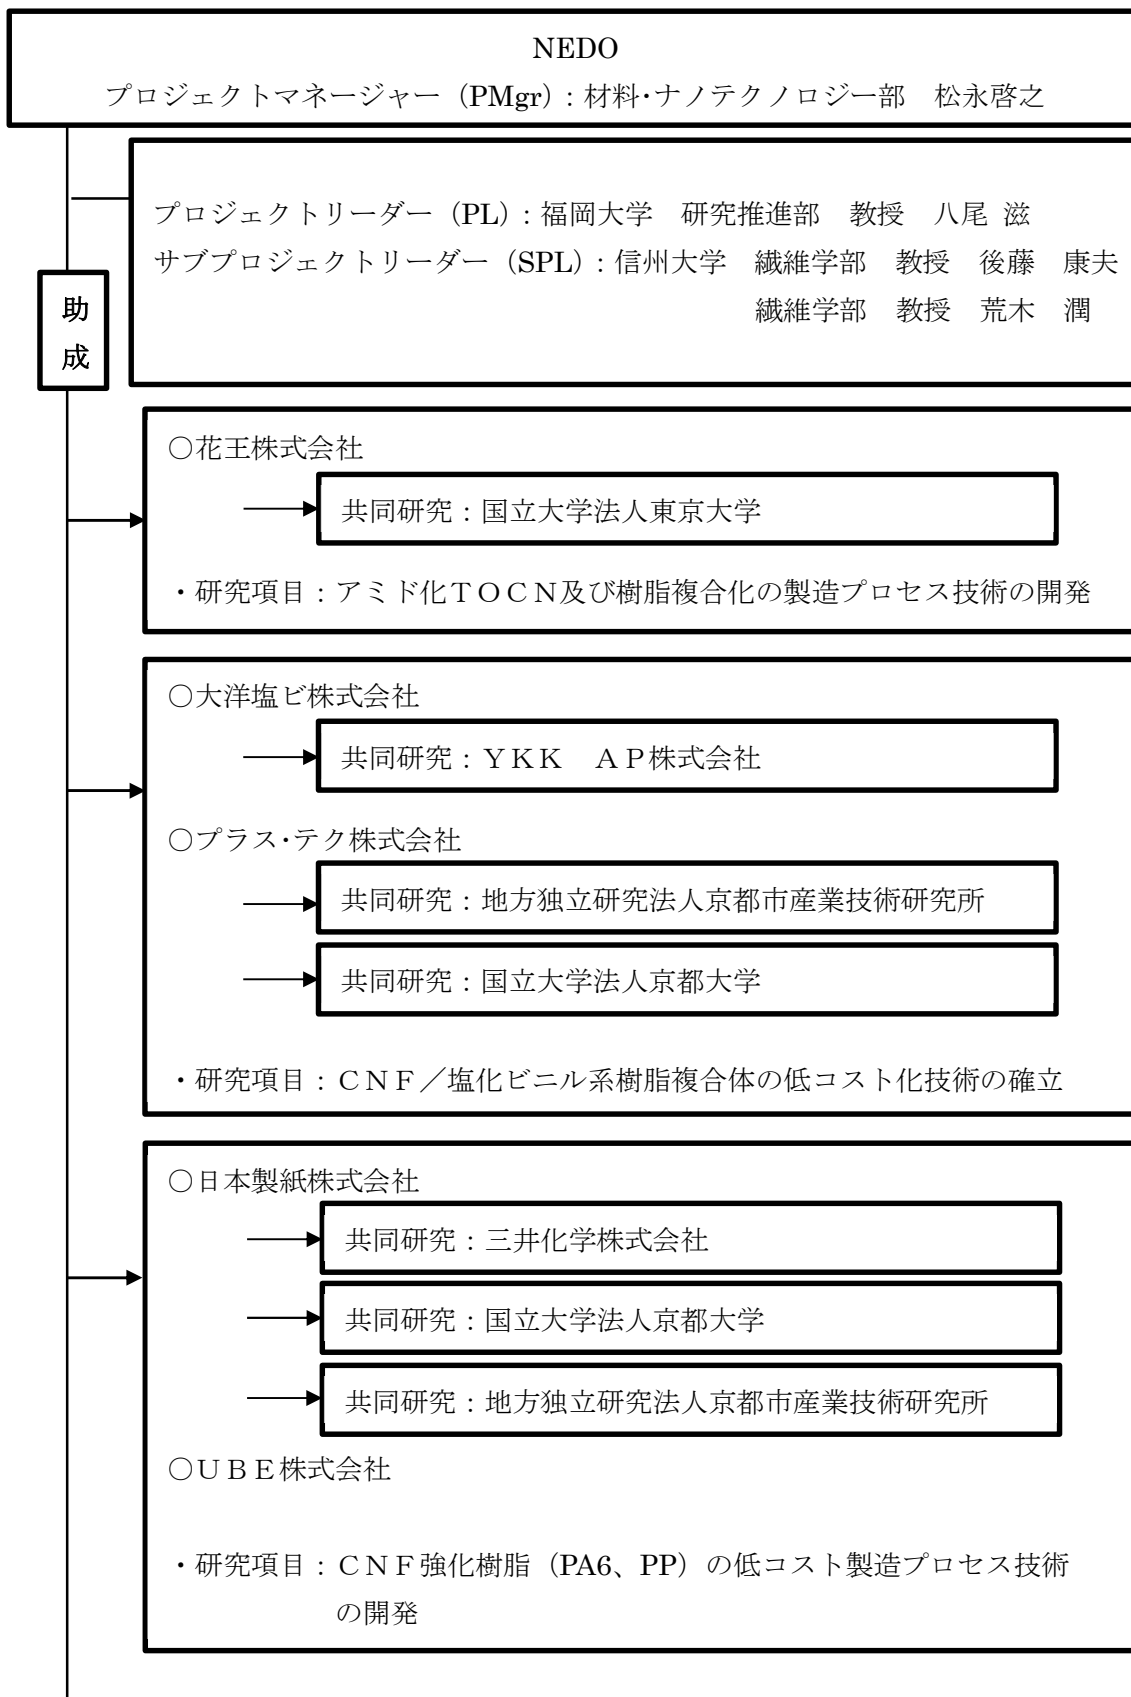 NEDO
プロジェクトマネージャー（PMgr）：材料・ナノテクノロジー部　松永啓之
プロジェクトリーダー（PL）：福岡大学　研究推進部　教授　八尾 滋
サブプロジェクトリーダー（SPL）：信州大学　繊維学部　教授　後藤　康夫
繊維学部　教授　荒木　潤
助
成
○花王株式会社
共同研究：国立大学法人東京大学
・研究項目：アミド化ＴＯＣＮ及び樹脂複合化の製造プロセス技術の開発
○大洋塩ビ株式会社
共同研究：ＹＫＫ　ＡＰ株式会社
○プラス・テク株式会社
共同研究：地方独立研究法人京都市産業技術研究所
共同研究：国立大学法人京都大学
・研究項目：ＣＮＦ／塩化ビニル系樹脂複合体の低コスト化技術の確立
○日本製紙株式会社
共同研究：三井化学株式会社
共同研究：国立大学法人京都大学
共同研究：地方独立研究法人京都市産業技術研究所
○ＵＢＥ株式会社
・研究項目：ＣＮＦ強化樹脂（PA6、PP）の低コスト製造プロセス技術
の開発